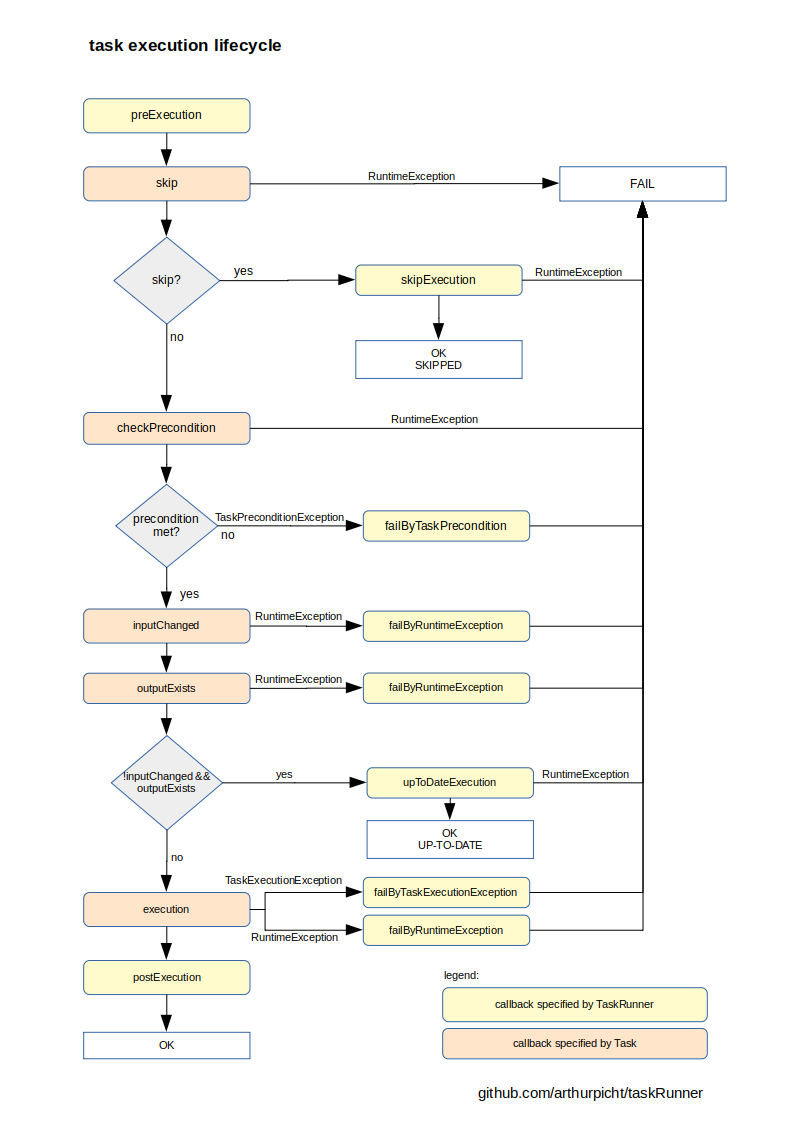 task execution lifecycle
preExecution
skip
RuntimeException
FAIL
skip?
yes
skipExecution
RuntimeException
no
OK
SKIPPED
checkPrecondition
RuntimeException
precondition
met?
TaskPreconditionException
no
failByTaskPrecondition
yes
inputChanged
RuntimeException
failByRuntimeException
outputExists
RuntimeException
failByRuntimeException
!inputChanged &&
outputExists
yes
upToDateExecution
RuntimeException
OK
UP-TO-DATE
no
execution
TaskExecutionException
failByTaskExecutionException
RuntimeException
failByRuntimeException
postExecution
OK
legend:
callback specified by TaskRunner
callback specified by Task
github.com/arthurpicht/taskRunner